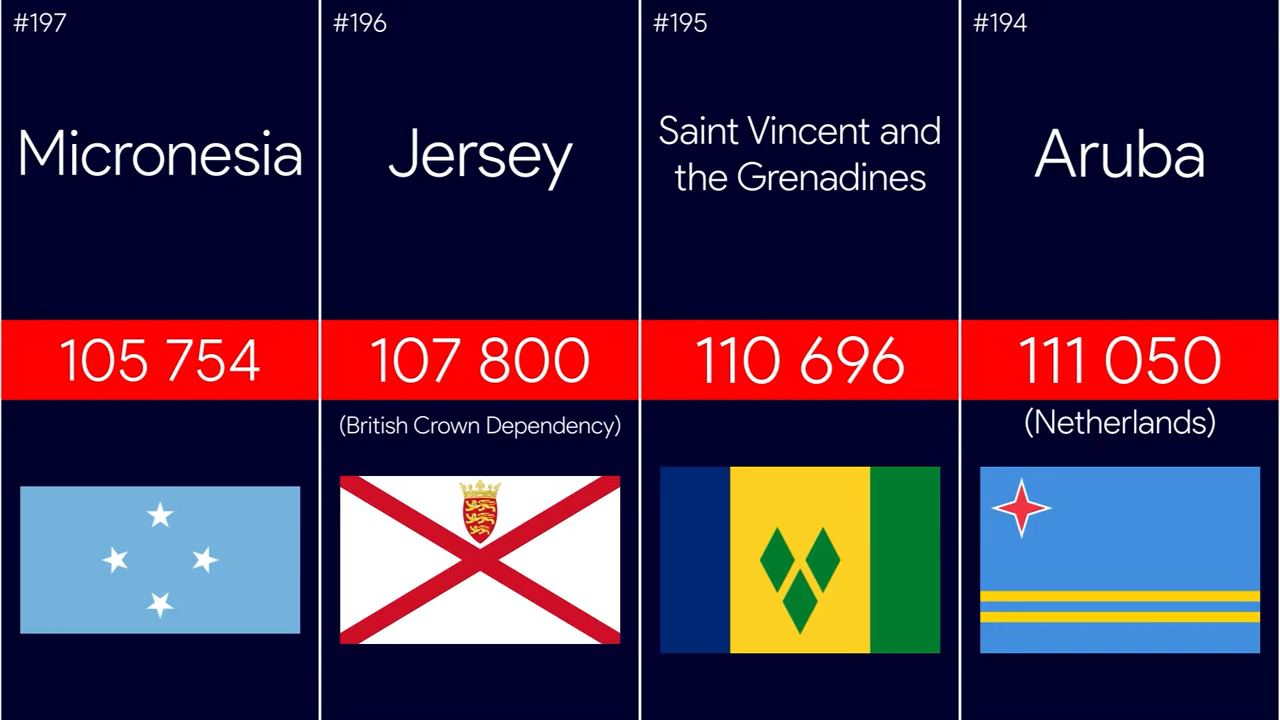 #197
Micronesia
105 754
#196
Jersey
107 800
(British Crown Dependency)
#195
Saint Vincent and
the Grenadines
110 696
#194
Aruba
111 050
(Netherlands)